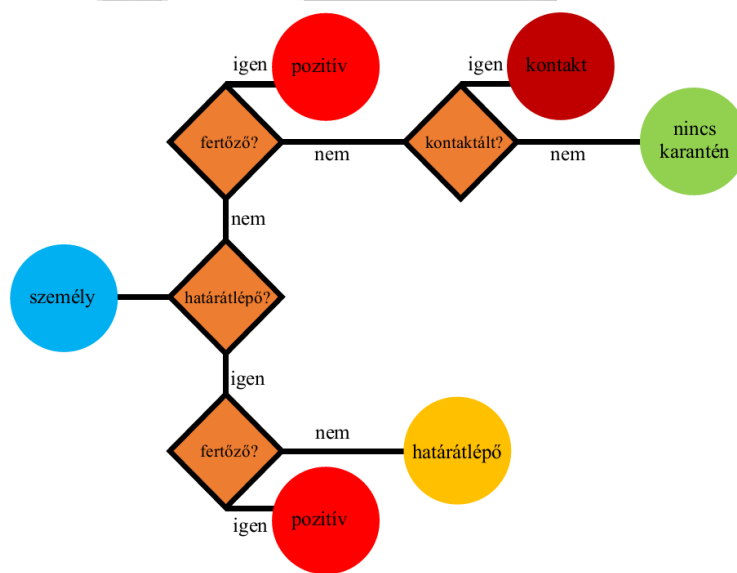 igen
pozitív
igen
kontakt
fertőző?
nem
kontaktált?
nem
nincs
karantén
nem
személy
határátlépő?
igen
fertőző?
nem
határátlépő
igen
pozitív